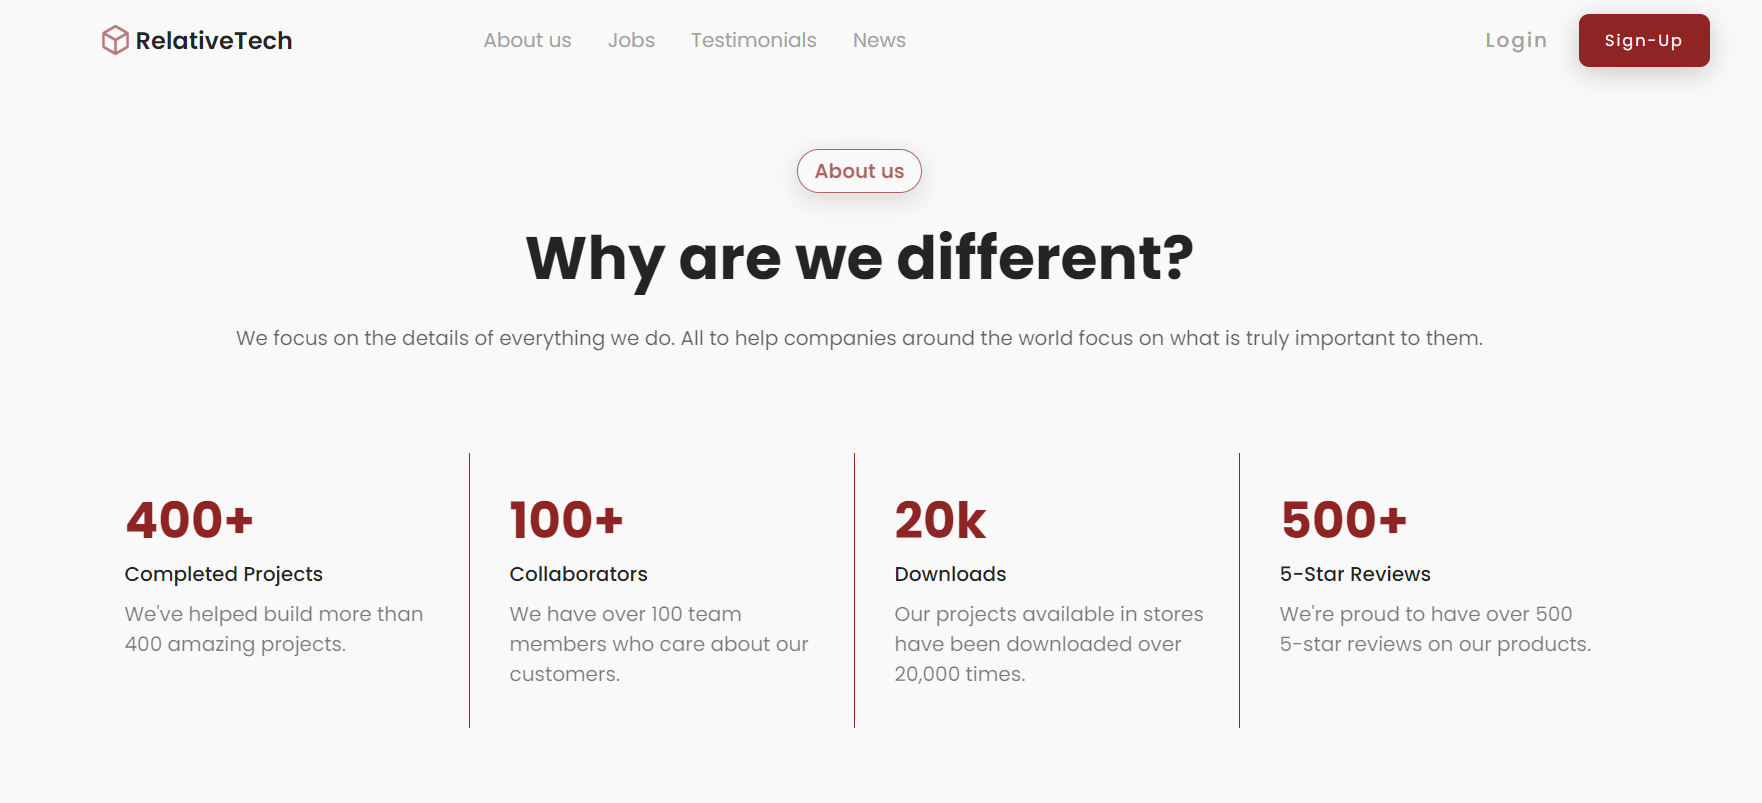 RelativeTech
About us
Jobs
Testimonials
News
Login
Sign-Up
About us
Why are we different?
We focus on the details of everything we do. All to help companies around the world focus on what is truly important to them.
400+
Completed Projects
We've helped build more than
400 amazing projects.
100+
Collaborators
We have over 100 team
members who care about our
customers.
20k
Downloads
Our projects available in stores
have been downloaded over
20,000 times.
500+
5-Star Reviews
We're proud to have over 500
5-star reviews on our products.